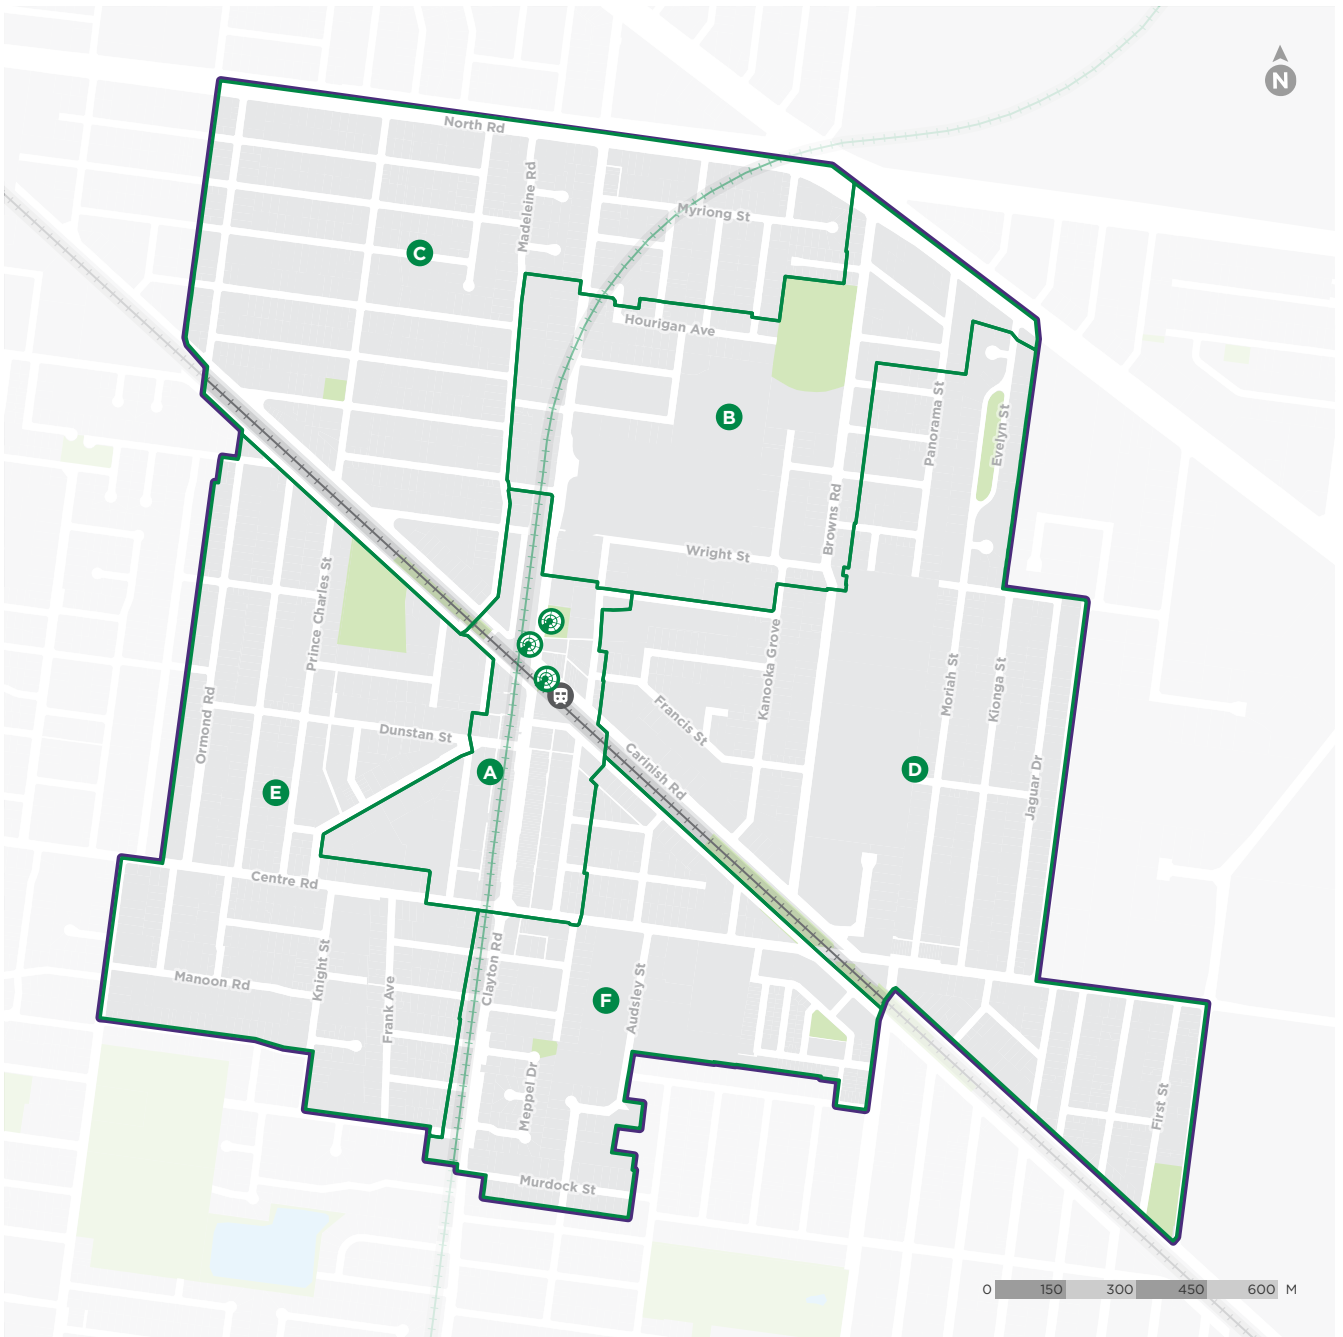 N
North Rd
Madeleine Rd
Myriong St
C
Hourigan Ave
B
Panorama St
Evelyn St
Browns Rd
Wright St
Prince Charles St
Kanooka Grove
Moriah St
Kionga St
Ormond Rd
Francis St
Dunstan St
Carinish Rd
A
D
Jaguar Dr
E
Centre Rd
Knight St
Clayton Rd
Manoon Rd
Frank Ave
Audsley St
F
Meppel Dr
First St
Murdock St
0 150 300 450 600 M